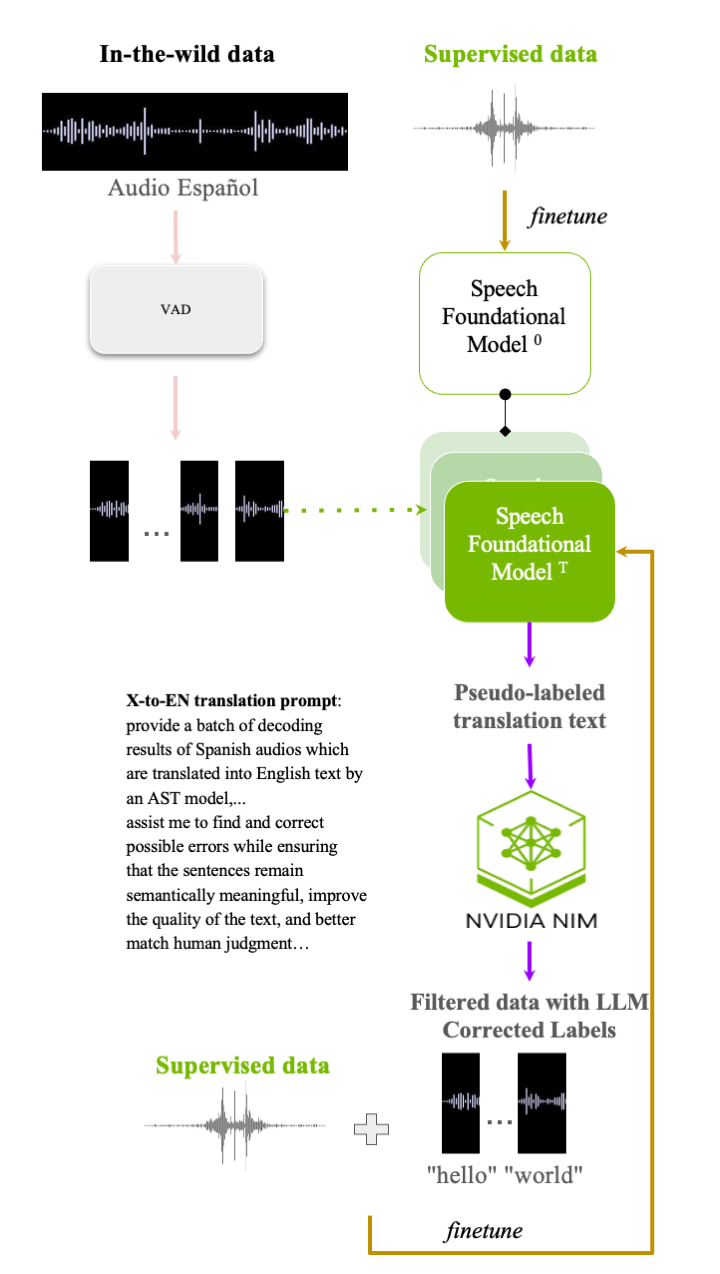 In-the-wild data
Supervised data
Audio Español
finetune
VAD
Speech
Foundational
Model 0
...
Speech
Foundational
Model T
Pseudo-labeled
translation text
X-to-EN translation prompt:
provide a batch of decoding
results of Spanish audios which
are translated into English text by
an AST model,...
assist me to find and correct
possible errors while ensuring
that the sentences remain
semantically meaningful, improve
the quality of the text, and better
match human judgment…
NVIDIA NIM
Filtered data with LLM
Corrected Labels
Supervised data
...
"hello" "world"
finetune